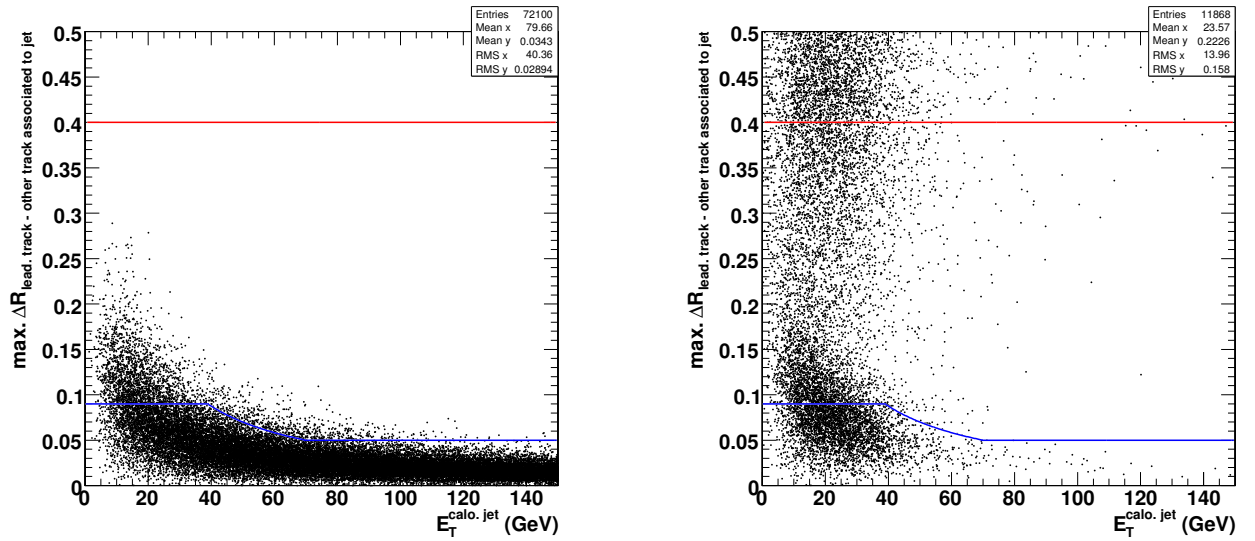 Entries 72100
Mean x 79.66
Mean y 0.0343
RMS x 40.36
RMS y 0.02894
max. ΔR lead. track - other track associated to jet
0.5
0.45
0.4
0.35
0.3
0.25
0.2
0.15
0.1
0.05
0
0 20 40 60 80 100 120 140
E_T^calo. jet (GeV)
Entries 11868
Mean x 23.57
Mean y 0.2226
RMS x 13.96
RMS y 0.158
max. ΔR lead. track - other track associated to jet
0.5
0.45
0.4
0.35
0.3
0.25
0.2
0.15
0.1
0.05
0
0 20 40 60 80 100 120 140
E_T^calo. jet (GeV)